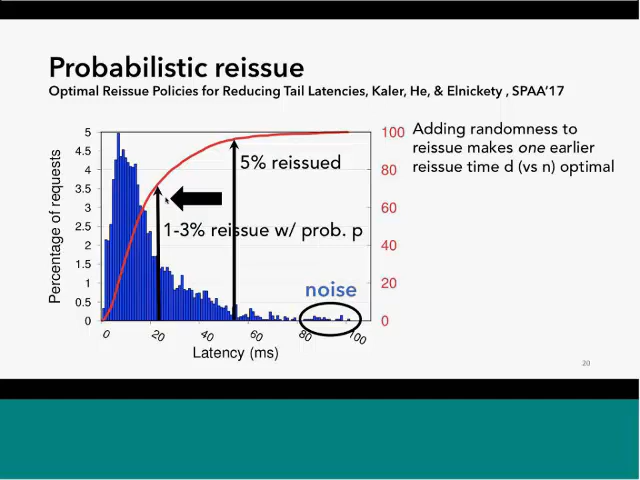 Probabilistic reissue
Optimal Reissue Policies for Reducing Tail Latencies, Kaler, He, & Elnickety , SPAA'17
Adding randomness to
reissue makes one earlier
reissue time d (vs n) optimal
Percentage of requests
5
4.5
4
3.5
3
2.5
2
1.5
1
0.5
0
100
80
60
40
20
0
5% reissued
1-3% reissue w/ prob. p
noise
0
20
40
60
80
100
Latency (ms)
20